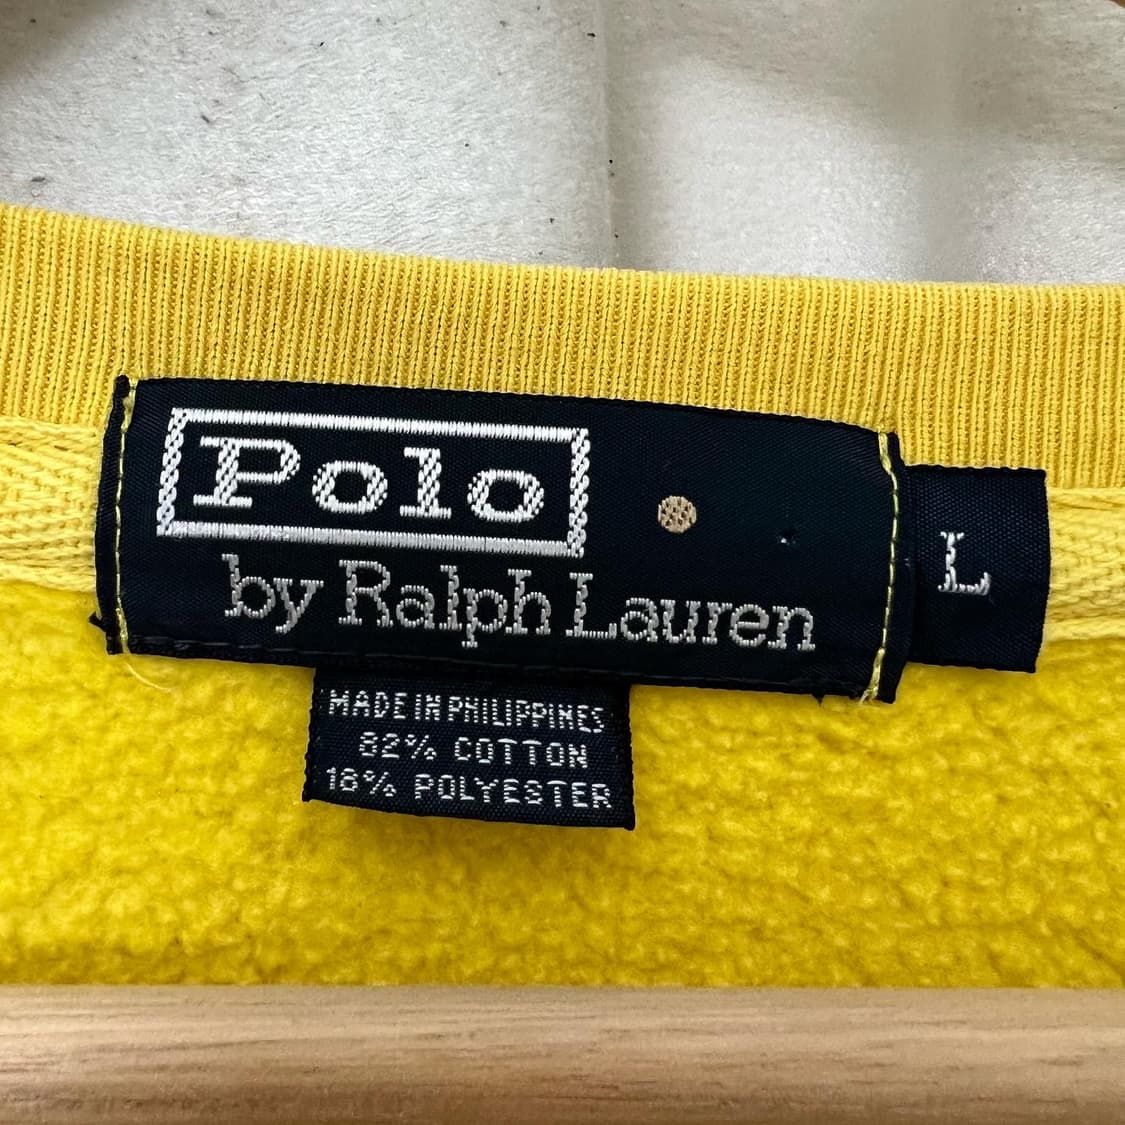 Polo
by Ralph Lauren
L
MADE IN PHILIPPINES
82% COTTON
18% POLYESTER